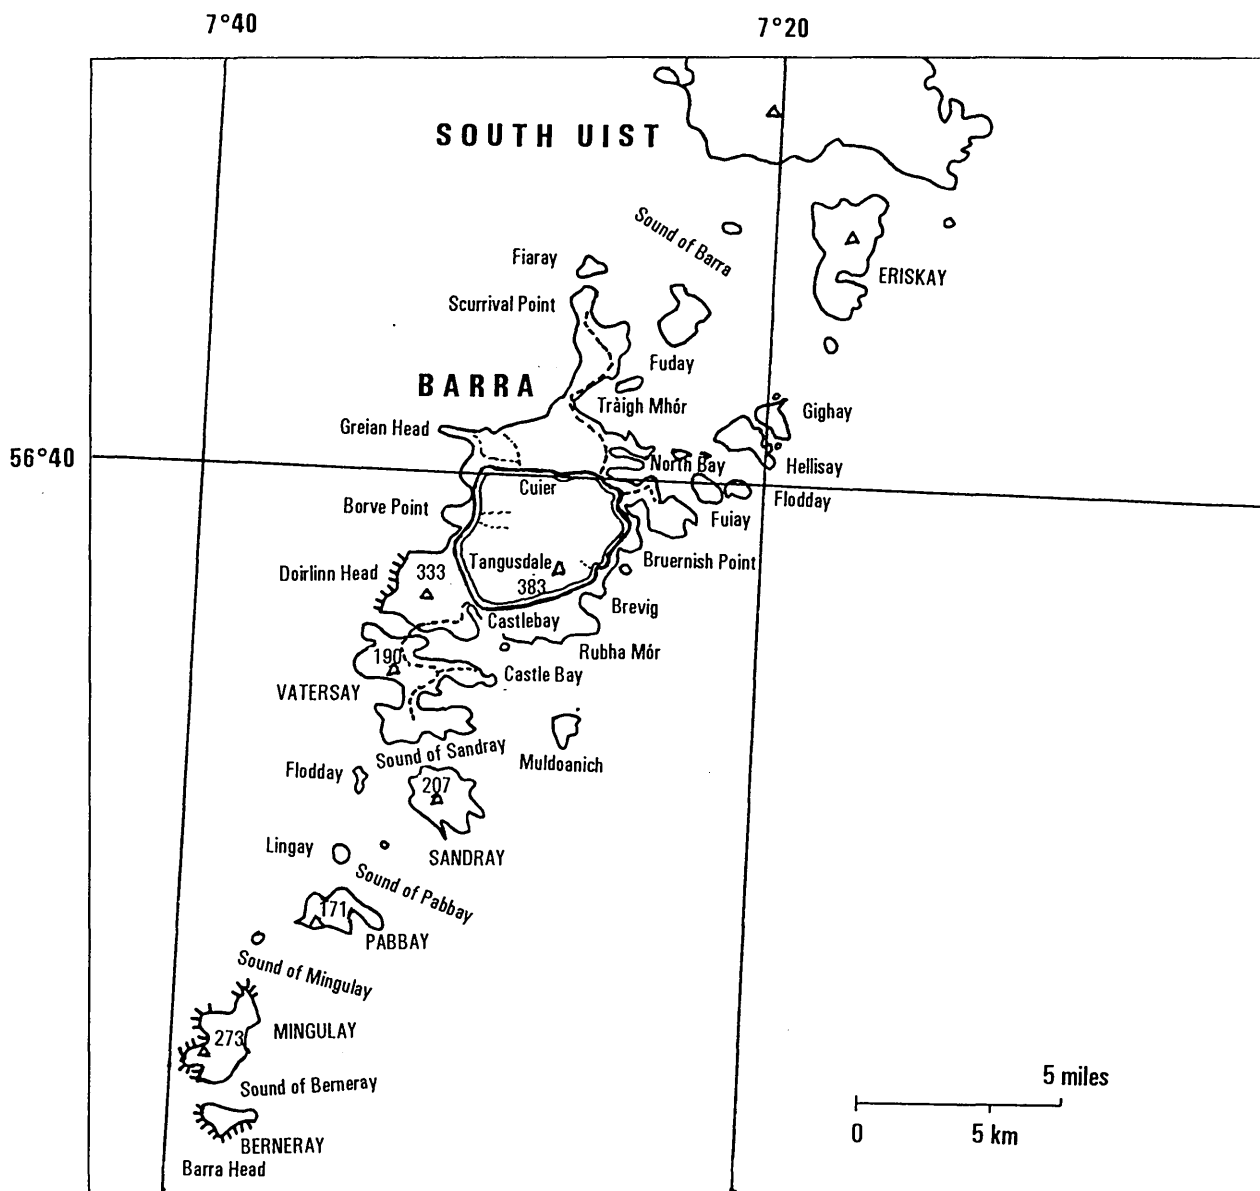 7°40
7°20
SOUTH UIST
Sound of Barra
Fiaray
ERISKAY
Scurrival Point
Fuday
BARRA
Tràigh Mhór
Gighay
Greian Head
56°40
North Bay
Hellisay
Cuier
Flodday
Borve Point
Fuiay
Tangusdale
Bruernish Point
Doirlinn Head
333
383
Brevig
Castlebay
Rubha Mór
190
Castle Bay
VATERSAY
Sound of Sandray
Muldoanich
Flodday
207
Lingay
SANDRAY
Sound of Pabbay
171
PABBAY
Sound of Mingulay
273
MINGULAY
Sound of Berneray
5 miles
0
5 km
BERNERAY
Barra Head